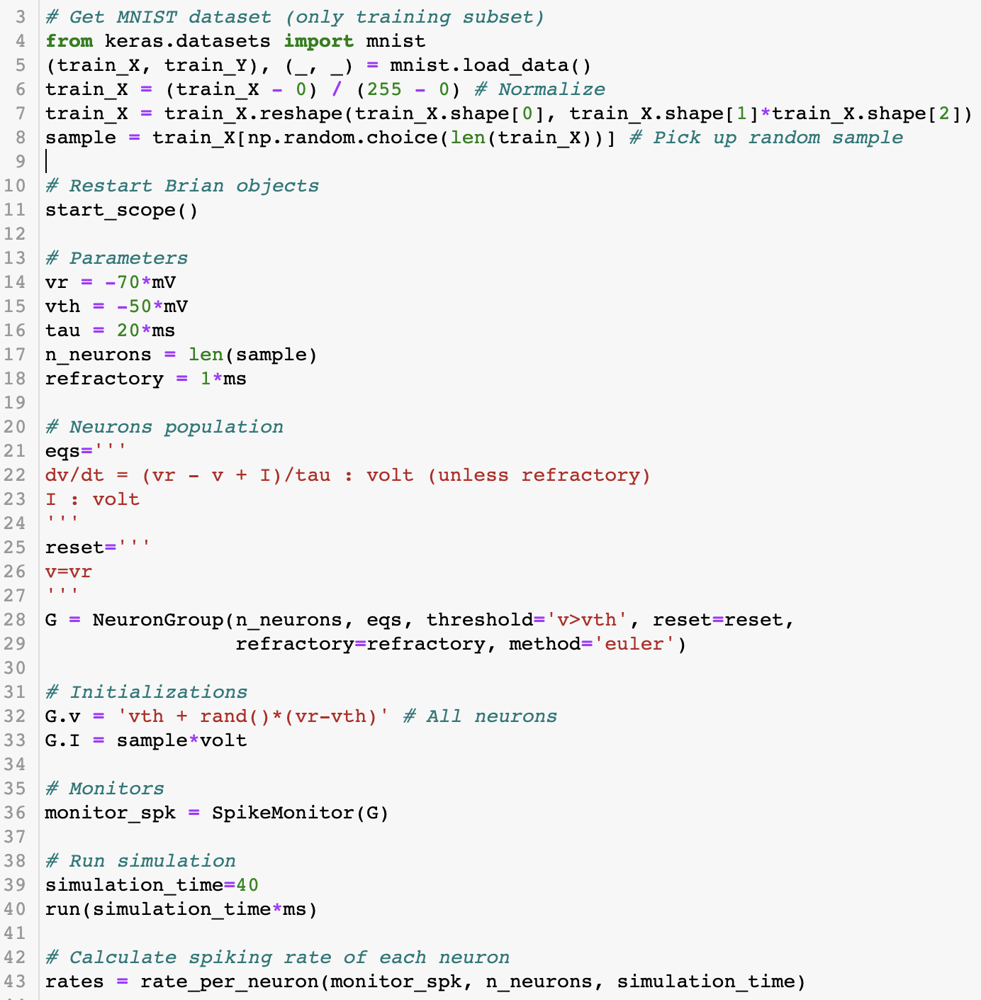 3 # Get MNIST dataset (only training subset)
4 from keras.datasets import mnist
5 (train_X, train_Y), (_, _) = mnist.load_data()
6 train_X = (train_X - 0) / (255 - 0) # Normalize
7 train_X = train_X.reshape(train_X.shape[0], train_X.shape[1]*train_X.shape[2])
8 sample = train_X[np.random.choice(len(train_X))] # Pick up random sample
9
10 # Restart Brian objects
11 start_scope()
12
13 # Parameters
14 vr = -70*mV
15 vth = -50*mV
16 tau = 20*ms
17 n_neurons = len(sample)
18 refractory = 1*ms
19
20 # Neurons population
21 eqs='''
22 dv/dt = (vr - v + I)/tau : volt (unless refractory)
23 I : volt
24 '''
25 reset='''
26 v=vr
27 '''
28 G = NeuronGroup(n_neurons, eqs, threshold='v>vth', reset=reset,
29                 refractory=refractory, method='euler')
30
31 # Initializations
32 G.v = 'vth + rand()*(vr-vth)' # All neurons
33 G.I = sample*volt
34
35 # Monitors
36 monitor_spk = SpikeMonitor(G)
37
38 # Run simulation
39 simulation_time=40
40 run(simulation_time*ms)
41
42 # Calculate spiking rate of each neuron
43 rates = rate_per_neuron(monitor_spk, n_neurons, simulation_time)